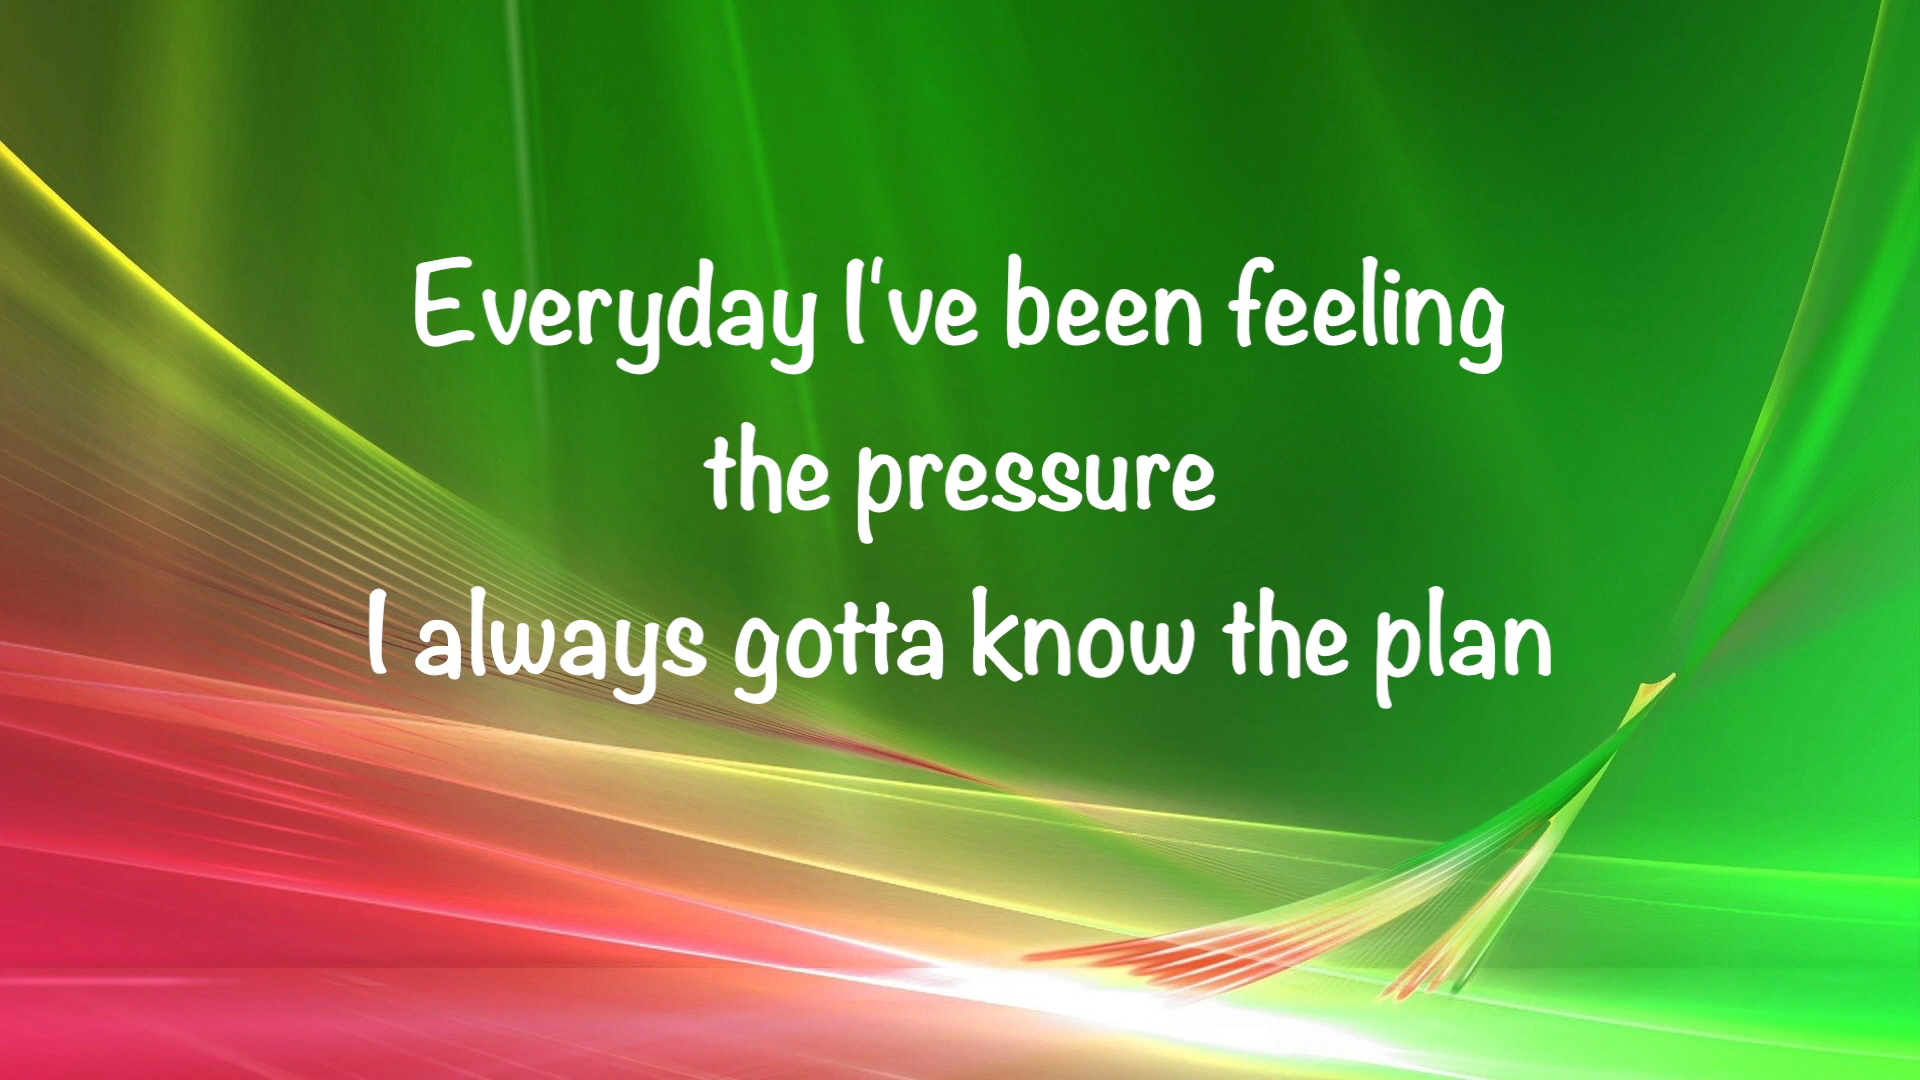 Everyday I've been feeling
the pressure
I always gotta know the plan